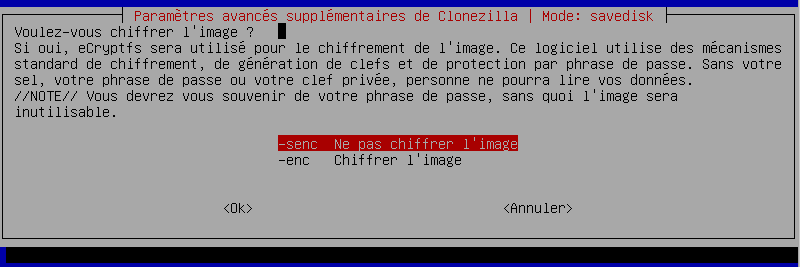 Paramètres avancés supplémentaires de Clonezilla | Mode: savedisk
Voulez-vous chiffrer l'image ?
Si oui, eCryptfs sera utilisé pour le chiffrement de l'image. Ce logiciel utilise des mécanismes
standard de chiffrement, de génération de clefs et de protection par phrase de passe. Sans votre
sel, votre phrase de passe ou votre clef privée, personne ne pourra lire vos données.
//NOTE// Vous devrez vous souvenir de votre phrase de passe, sans quoi l'image sera
inutilisable.
-senc Ne pas chiffrer l'image
-enc Chiffrer l'image
<Ok> <Annuler>